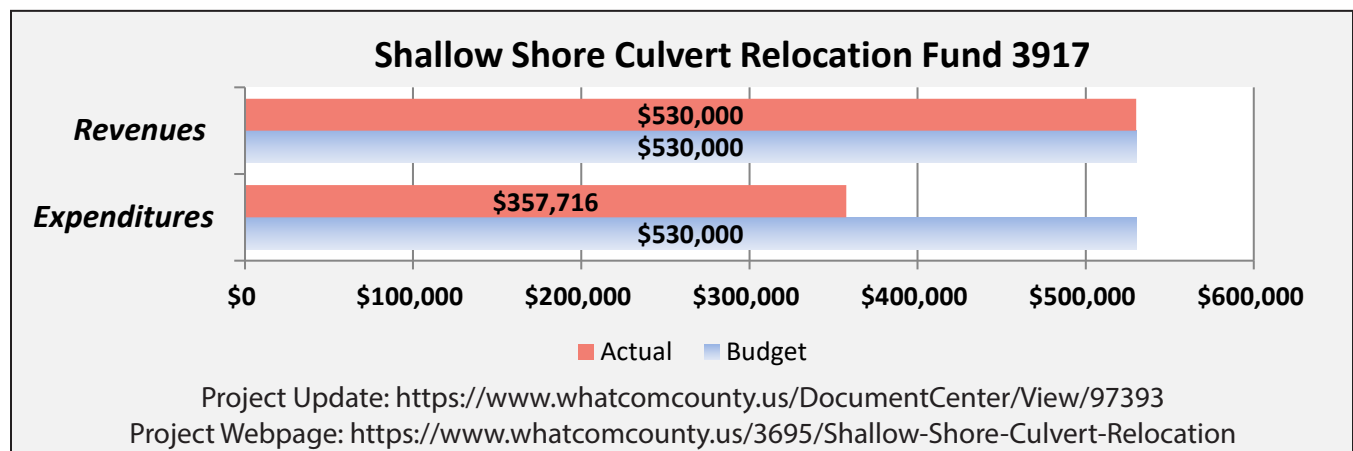 Shallow Shore Culvert Relocation Fund 3917
Revenues
$530,000
$530,000
Expenditures
$357,716
$530,000
$0 $100,000 $200,000 $300,000 $400,000 $500,000 $600,000
Actual Budget
Project Update: https://www.whatcomcounty.us/DocumentCenter/View/97393
Project Webpage: https://www.whatcomcounty.us/3695/Shallow-Shore-Culvert-Relocation